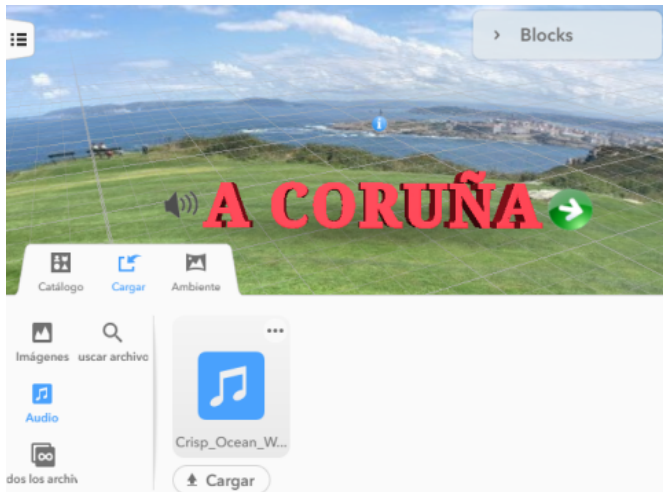 Blocks
A CORUÑA
Catálogo Cargar Ambiente
Imágenes uscar archivo
Audio
Crisp_Ocean_W...
dos los archiv
Cargar